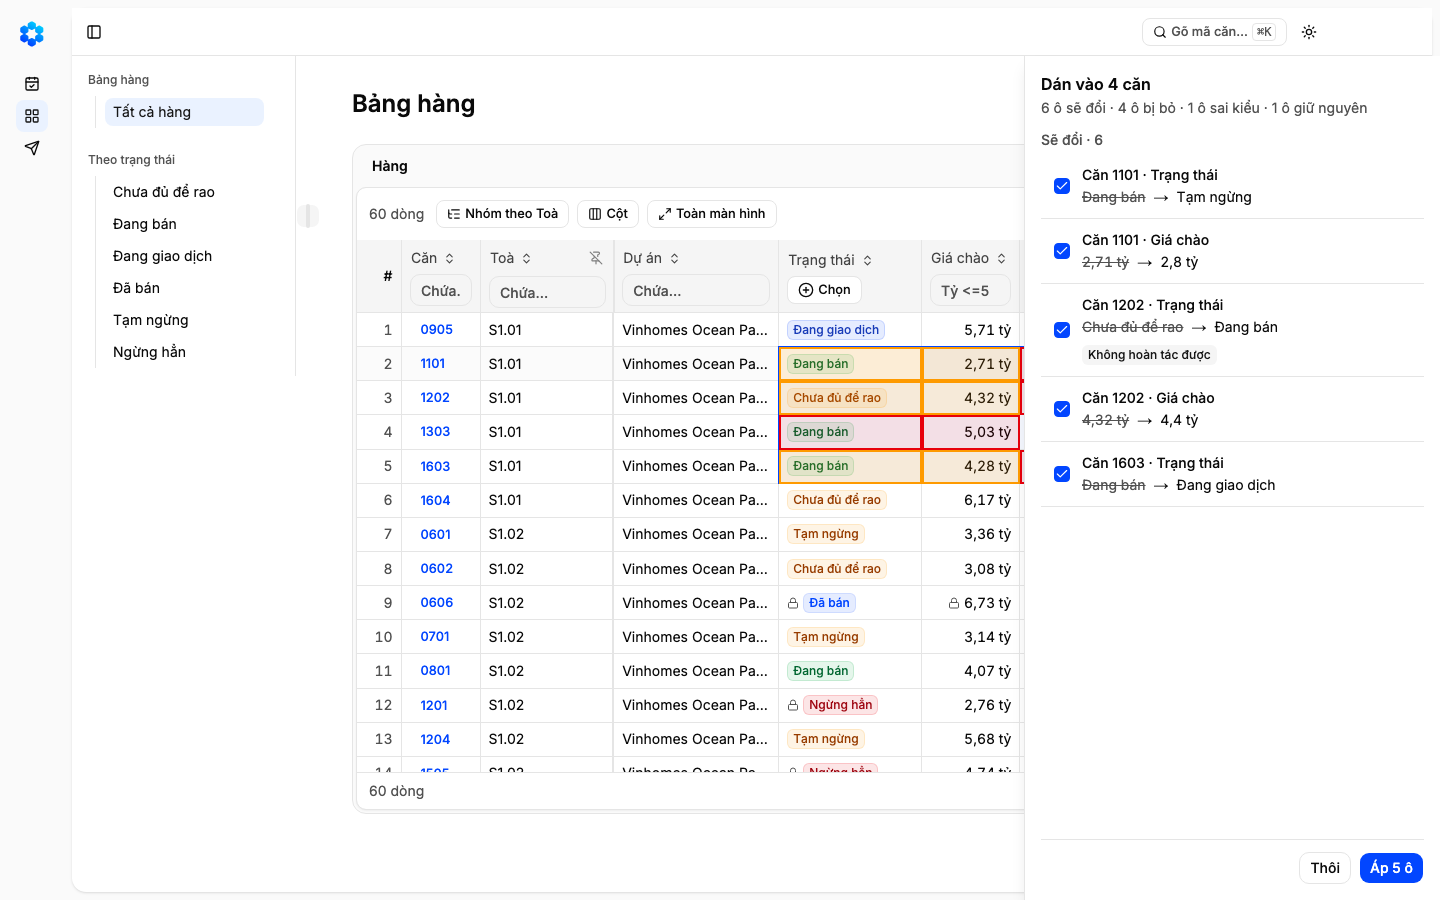 Gõ mã căn... ⌘K
Bảng hàng
Tất cả hàng
Theo trạng thái
Chưa đủ để rao
Đang bán
Đang giao dịch
Đã bán
Tạm ngừng
Ngừng hẳn
Bảng hàng
Hàng
60 dòng Nhóm theo Toà Cột Toàn màn hình
# Căn Toà Dự án Trạng thái Giá chào
Chứa. Chứa... Chứa... Chọn Tỷ <=5
1 0905 S1.01 Vinhomes Ocean Pa... Đang giao dịch 5,71 tỷ
2 1101 S1.01 Vinhomes Ocean Pa... Đang bán 2,71 tỷ
3 1202 S1.01 Vinhomes Ocean Pa... Chưa đủ để rao 4,32 tỷ
4 1303 S1.01 Vinhomes Ocean Pa... Đang bán 5,03 tỷ
5 1603 S1.01 Vinhomes Ocean Pa... Đang bán 4,28 tỷ
6 1604 S1.01 Vinhomes Ocean Pa... Chưa đủ để rao 6,17 tỷ
7 0601 S1.02 Vinhomes Ocean Pa... Tạm ngừng 3,36 tỷ
8 0602 S1.02 Vinhomes Ocean Pa... Chưa đủ để rao 3,08 tỷ
9 0606 S1.02 Vinhomes Ocean Pa... Đã bán 6,73 tỷ
10 0701 S1.02 Vinhomes Ocean Pa... Tạm ngừng 3,14 tỷ
11 0801 S1.02 Vinhomes Ocean Pa... Đang bán 4,07 tỷ
12 1201 S1.02 Vinhomes Ocean Pa... Ngừng hẳn 2,76 tỷ
13 1204 S1.02 Vinhomes Ocean Pa... Tạm ngừng 5,68 tỷ
14 1505 S1.02 Vinhomes Ocean Pa... Ngừng hẳn 4,74 tỷ
60 dòng
Dán vào 4 căn
6 ô sẽ đổi · 4 ô bị bỏ · 1 ô sai kiểu · 1 ô giữ nguyên
Sẽ đổi · 6
Căn 1101 · Trạng thái
Đang bán → Tạm ngừng
Căn 1101 · Giá chào
2,71 tỷ → 2,8 tỷ
Căn 1202 · Trạng thái
Chưa đủ để rao → Đang bán
Không hoàn tác được
Căn 1202 · Giá chào
4,32 tỷ → 4,4 tỷ
Căn 1603 · Trạng thái
Đang bán → Đang giao dịch
Thôi Áp 5 ô